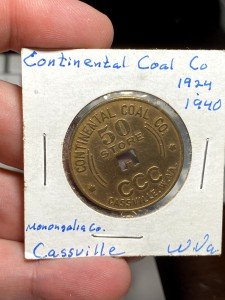 Continental Coal Co
1924
1940
CONTINENTAL COAL CO.
50
STORE
CCC
CASSVILLE, W.VA.
Monongalia Co.
Cassville W.Va